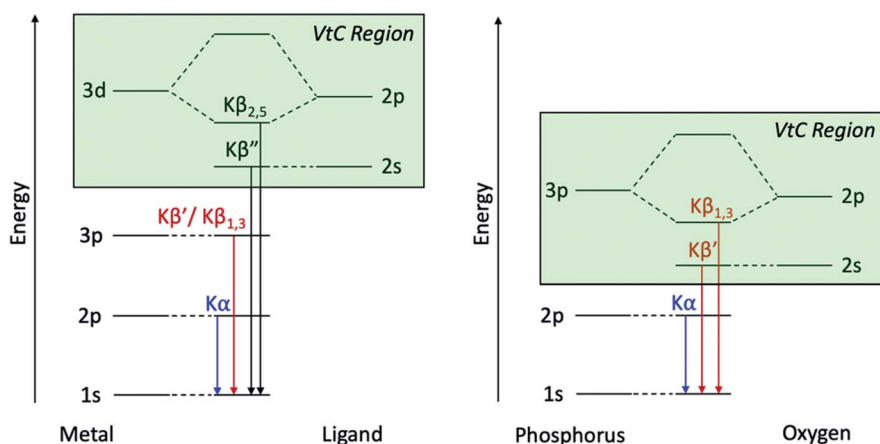 VtC Region
3d
2p
Kβ2,5
Kβ”
2s
Kβ’/ Kβ1,3
3p
Kα
2p
1s
Energy
Metal
Ligand
VtC Region
3p
2p
Kβ1,3
Kβ’
2s
Kα
2p
1s
Energy
Phosphorus
Oxygen